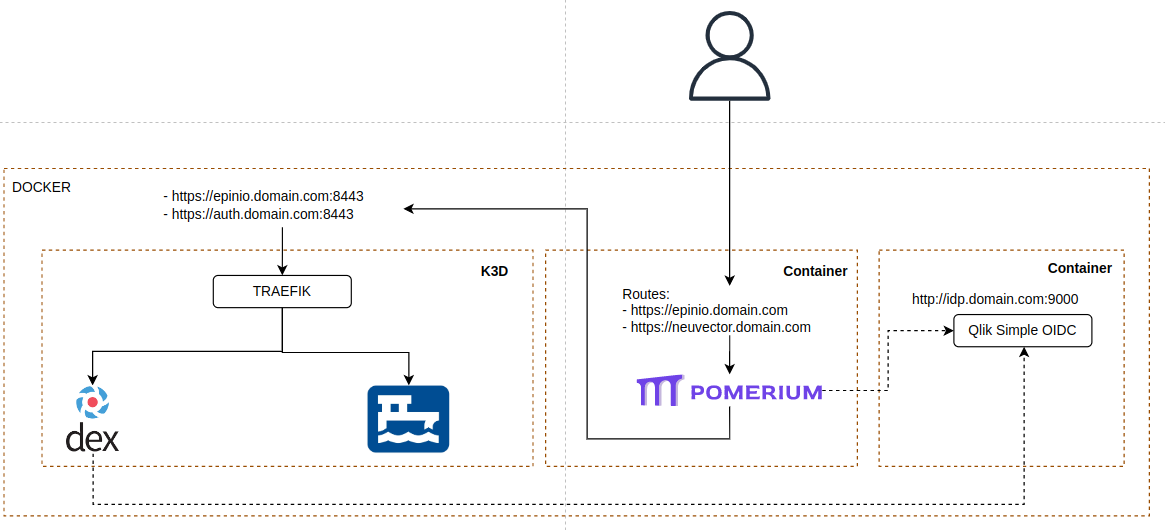 DOCKER
- https://epinio.domain.com:8443
- https://auth.domain.com:8443
K3D
TRAEFIK
dex
Container
Routes:
- https://epinio.domain.com
- https://neuvector.domain.com
POMERIUM
Container
http://idp.domain.com:9000
Qlik Simple OIDC